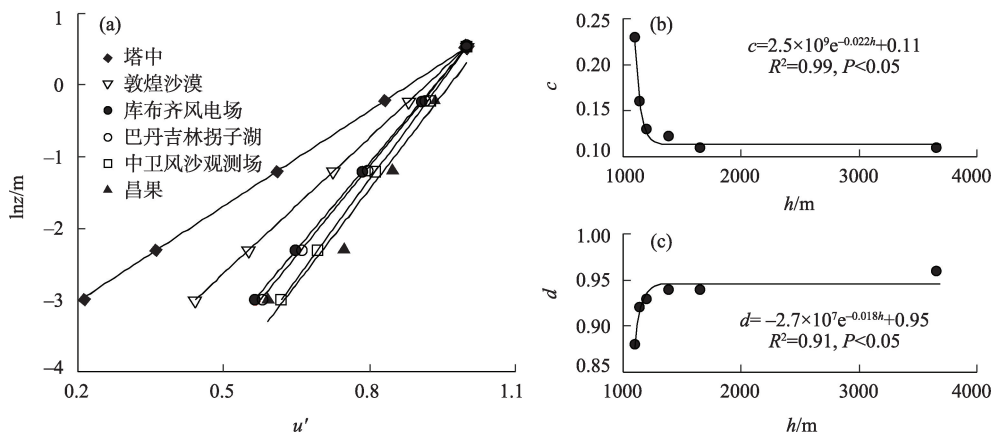 (a)
1
0
−1
−2
−3
−4
lnz/m
塔中
敦煌沙漠
库布齐风电场
巴丹吉林拐子湖
中卫风沙观测场
昌果
0.2 0.5 0.8 1.1
u′
(b)
0.25
0.20
0.15
0.10
c
c=2.5×10⁹e⁻⁰·⁰²²ʰ+0.11
R²=0.99, P<0.05
1000 2000 3000 4000
h/m
(c)
1.00
0.95
0.90
0.85
d
d= −2.7×10⁷e⁻⁰·⁰¹⁸ʰ+0.95
R²=0.91, P<0.05
1000 2000 3000 4000
h/m